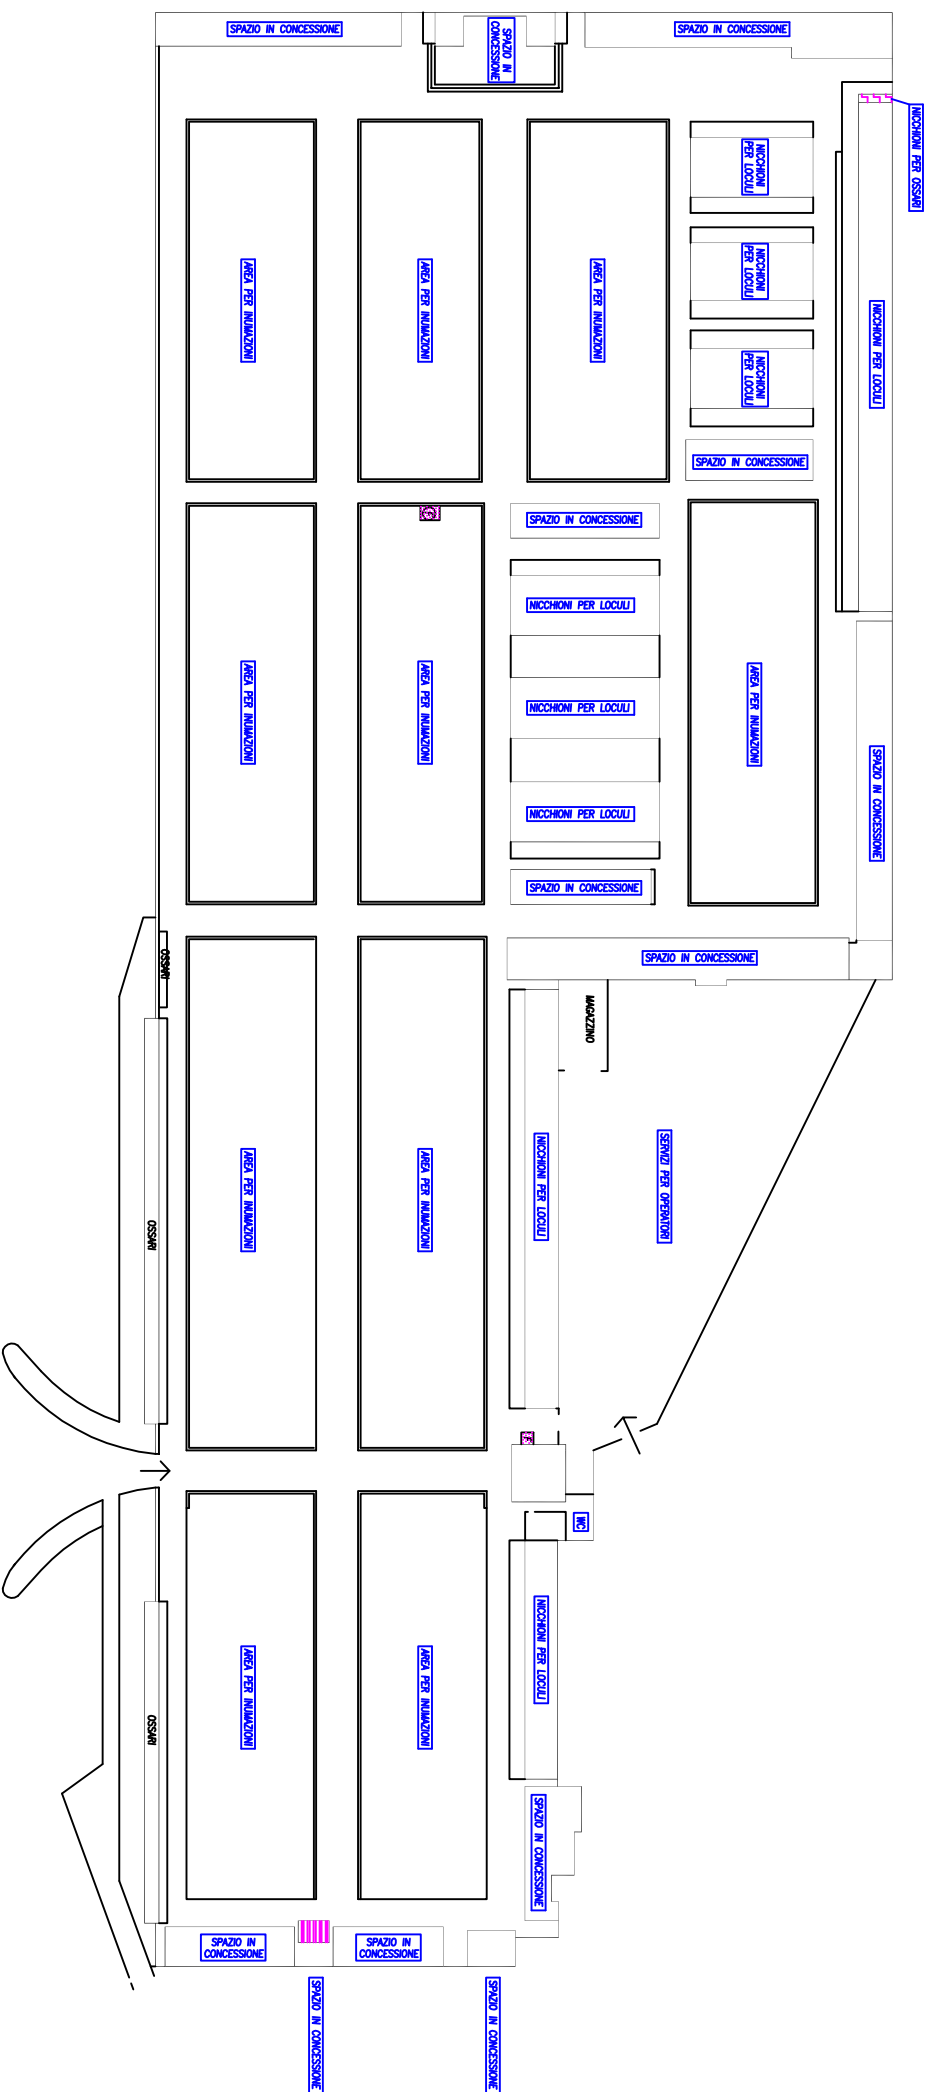 SPAZIO IN CONCESSIONE
SPAZIO IN
CONCESSIONE
SPAZIO IN CONCESSIONE
NICCHIONI PER OSSARI
NICCHIONI
PER LOCULI
NICCHIONI
PER LOCULI
AREA PER INUMAZIONI
AREA PER INUMAZIONI
AREA PER INUMAZIONI
NICCHIONI PER LOCULI
NICCHIONI
PER LOCULI
SPAZIO IN CONCESSIONE
SPAZIO IN CONCESSIONE
NICCHIONI PER LOCULI
AREA PER INUMAZIONI
AREA PER INUMAZIONI
NICCHIONI PER LOCULI
AREA PER INUMAZIONI
SPAZIO IN CONCESSIONE
NICCHIONI PER LOCULI
SPAZIO IN CONCESSIONE
OSSARI
SPAZIO IN CONCESSIONE
MAGAZZINO
OSSARI
AREA PER INUMAZIONI
AREA PER INUMAZIONI
NICCHIONI PER LOCULI
SERVIZI PER OPERATORI
WC
OSSARI
AREA PER INUMAZIONI
AREA PER INUMAZIONI
NICCHIONI PER LOCULI
SPAZIO IN CONCESSIONE
SPAZIO IN
CONCESSIONE
SPAZIO IN
CONCESSIONE
SPAZIO IN CONCESSIONE
SPAZIO IN CONCESSIONE